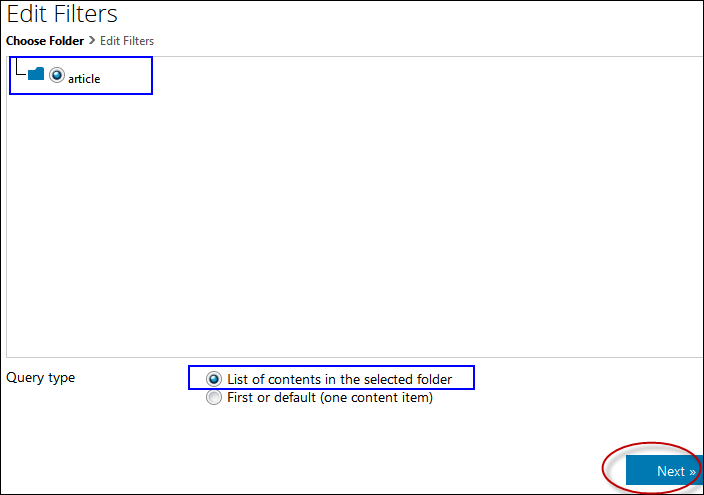 Edit Filters
Choose Folder > Edit Filters
article
Query type
List of contents in the selected folder
First or default (one content item)
Next »